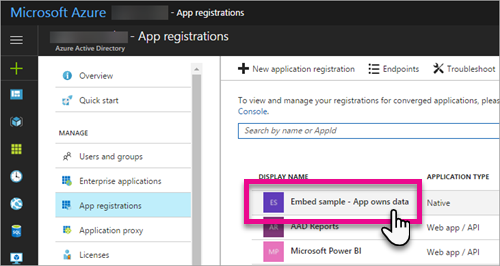 Microsoft Azure - App registrations
- App registrations
Azure Active Directory
Overview
Quick start
MANAGE
Users and groups
Enterprise applications
App registrations
Application proxy
Licenses
New application registration Endpoints Troubleshoot
To view and manage your registrations for converged applications, please
Console.
Search by name or AppId
DISPLAY NAME APPLICATION TYPE
ES Embed sample - App owns data Native
AR AAD Reports Web app / API
MP Microsoft Power BI Web app / API